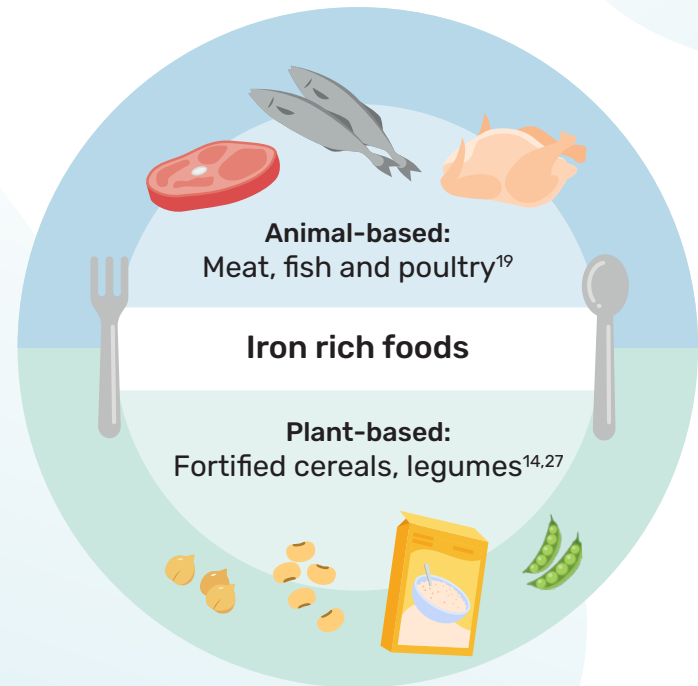 Animal-based:
Meat, fish and poultry¹⁹
Iron rich foods
Plant-based:
Fortified cereals, legumes¹⁴,²⁷